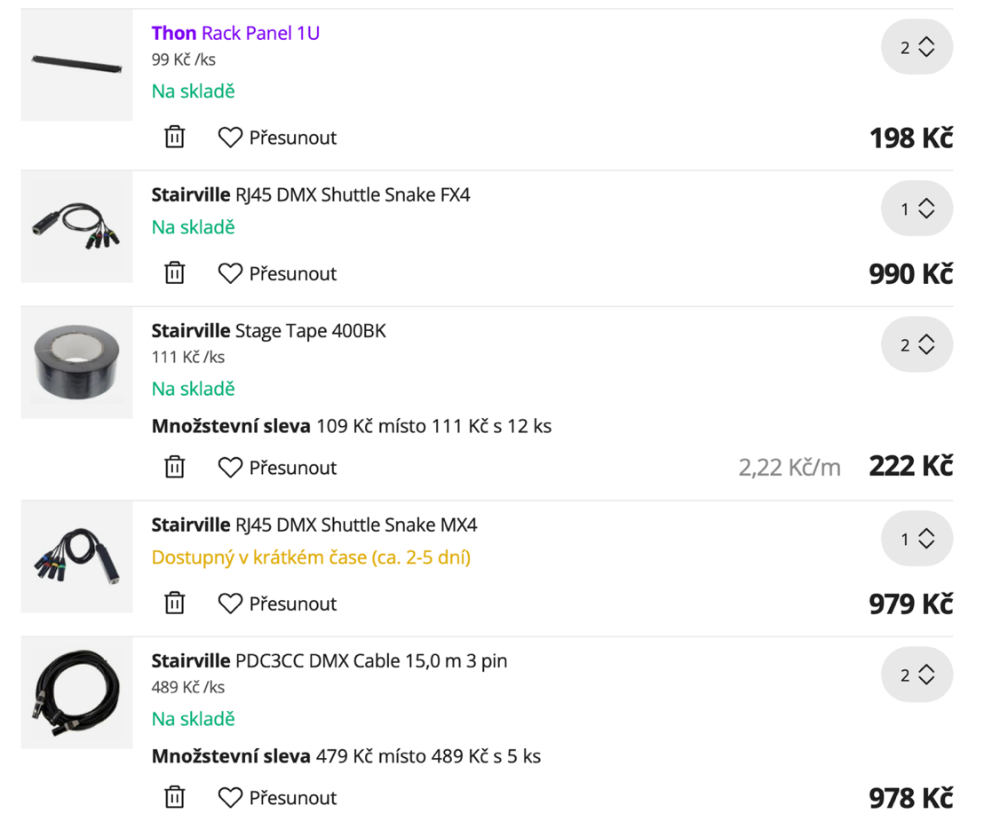 Thon Rack Panel 1U
2
99 Kč /ks
Na skladě
Přesunout
198 Kč
Stairville RJ45 DMX Shuttle Snake FX4
1
Na skladě
Přesunout
990 Kč
Stairville Stage Tape 400BK
2
111 Kč /ks
Na skladě
Množstevní sleva 109 Kč místo 111 Kč s 12 ks
Přesunout
2,22 Kč/m 222 Kč
Stairville RJ45 DMX Shuttle Snake MX4
1
Dostupný v krátkém čase (ca. 2-5 dní)
Přesunout
979 Kč
Stairville PDC3CC DMX Cable 15,0 m 3 pin
2
489 Kč /ks
Na skladě
Množstevní sleva 479 Kč místo 489 Kč s 5 ks
Přesunout
978 Kč